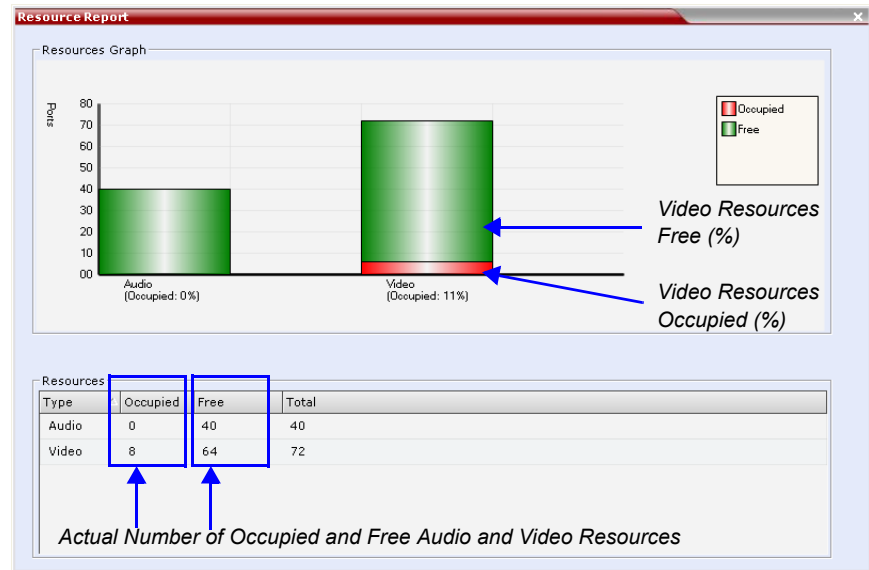 Resource Report x
Resources Graph
Ports
80
70
60
50
40
30
20
10
00
Audio
(Occupied: 0%)
Video
(Occupied: 11%)
Occupied
Free
Video Resources
Free (%)
Video Resources
Occupied (%)
Resources
Type Occupied Free Total
Audio 0 40 40
Video 8 64 72
Actual Number of Occupied and Free Audio and Video Resources